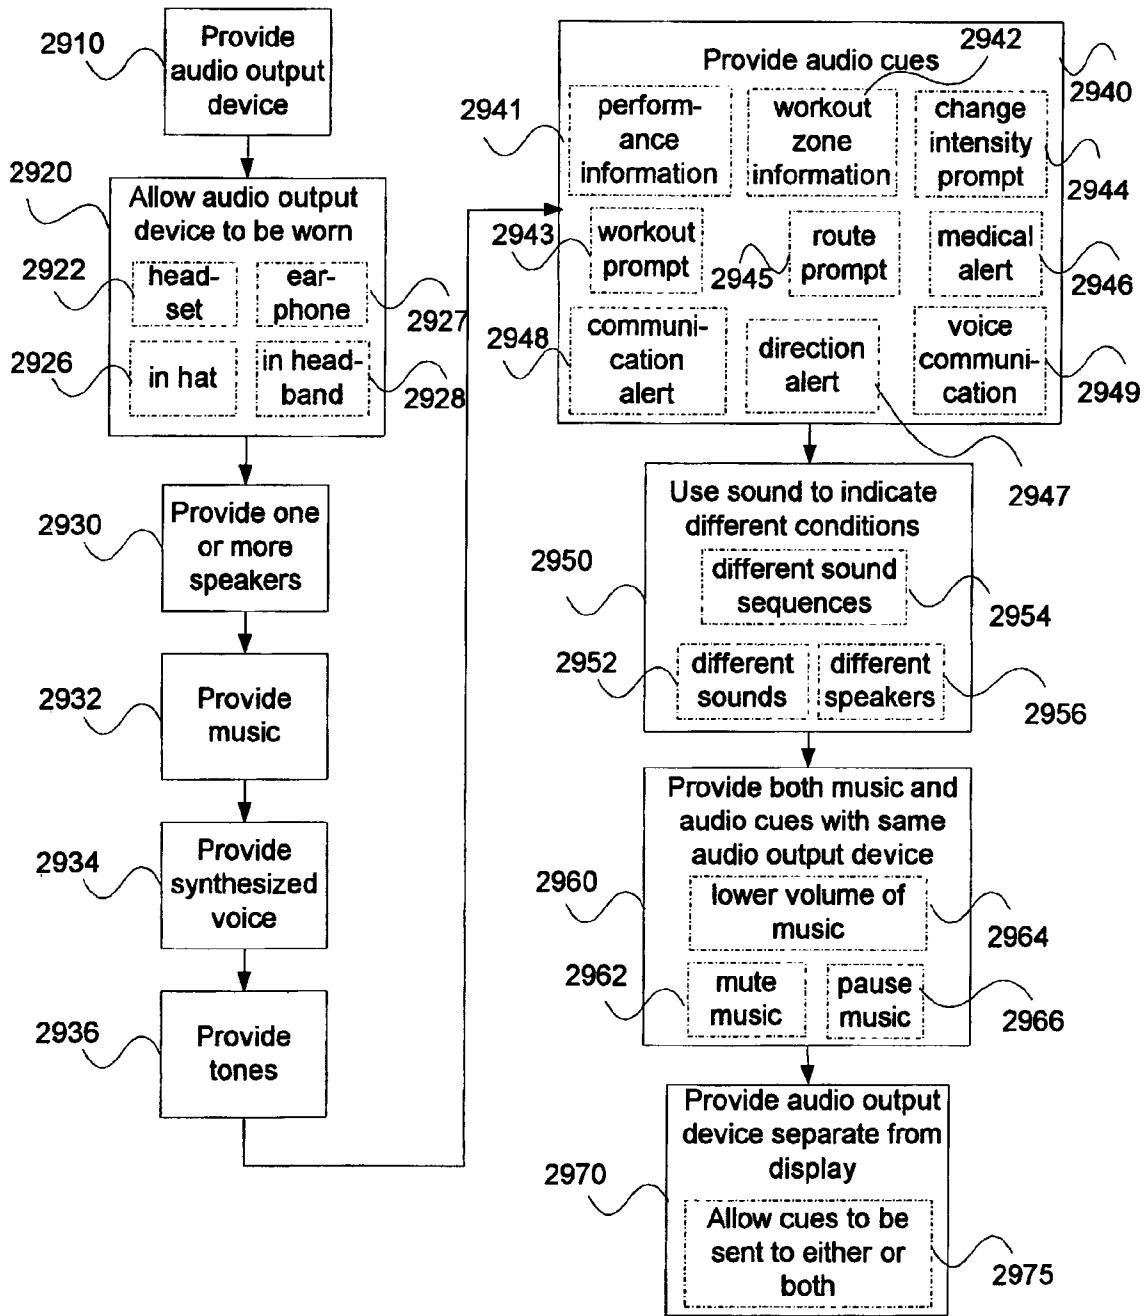 2910
Provide
audio output
device
2920
Allow audio output
device to be worn
2922
head-
set
ear-
phone
2927
2926
in hat
in head-
band
2928
2930
Provide one
or more
speakers
2932
Provide
music
2934
Provide
synthesized
voice
2936
Provide
tones
2942
Provide audio cues
2940
2941
perform-
ance
information
workout
zone
information
change
intensity
prompt
2944
2943
workout
prompt
2945
route
prompt
medical
alert
2946
2948
communi-
cation
alert
direction
alert
voice
communi-
cation
2949
2947
Use sound to indicate
different conditions
2950
different sound
sequences
2954
2952
different
sounds
different
speakers
2956
Provide both music and
audio cues with same
audio output device
2960
lower volume of
music
2964
2962
mute
music
pause
music
2966
Provide audio output
device separate from
display
2970
Allow cues to be
sent to either or
both
2975